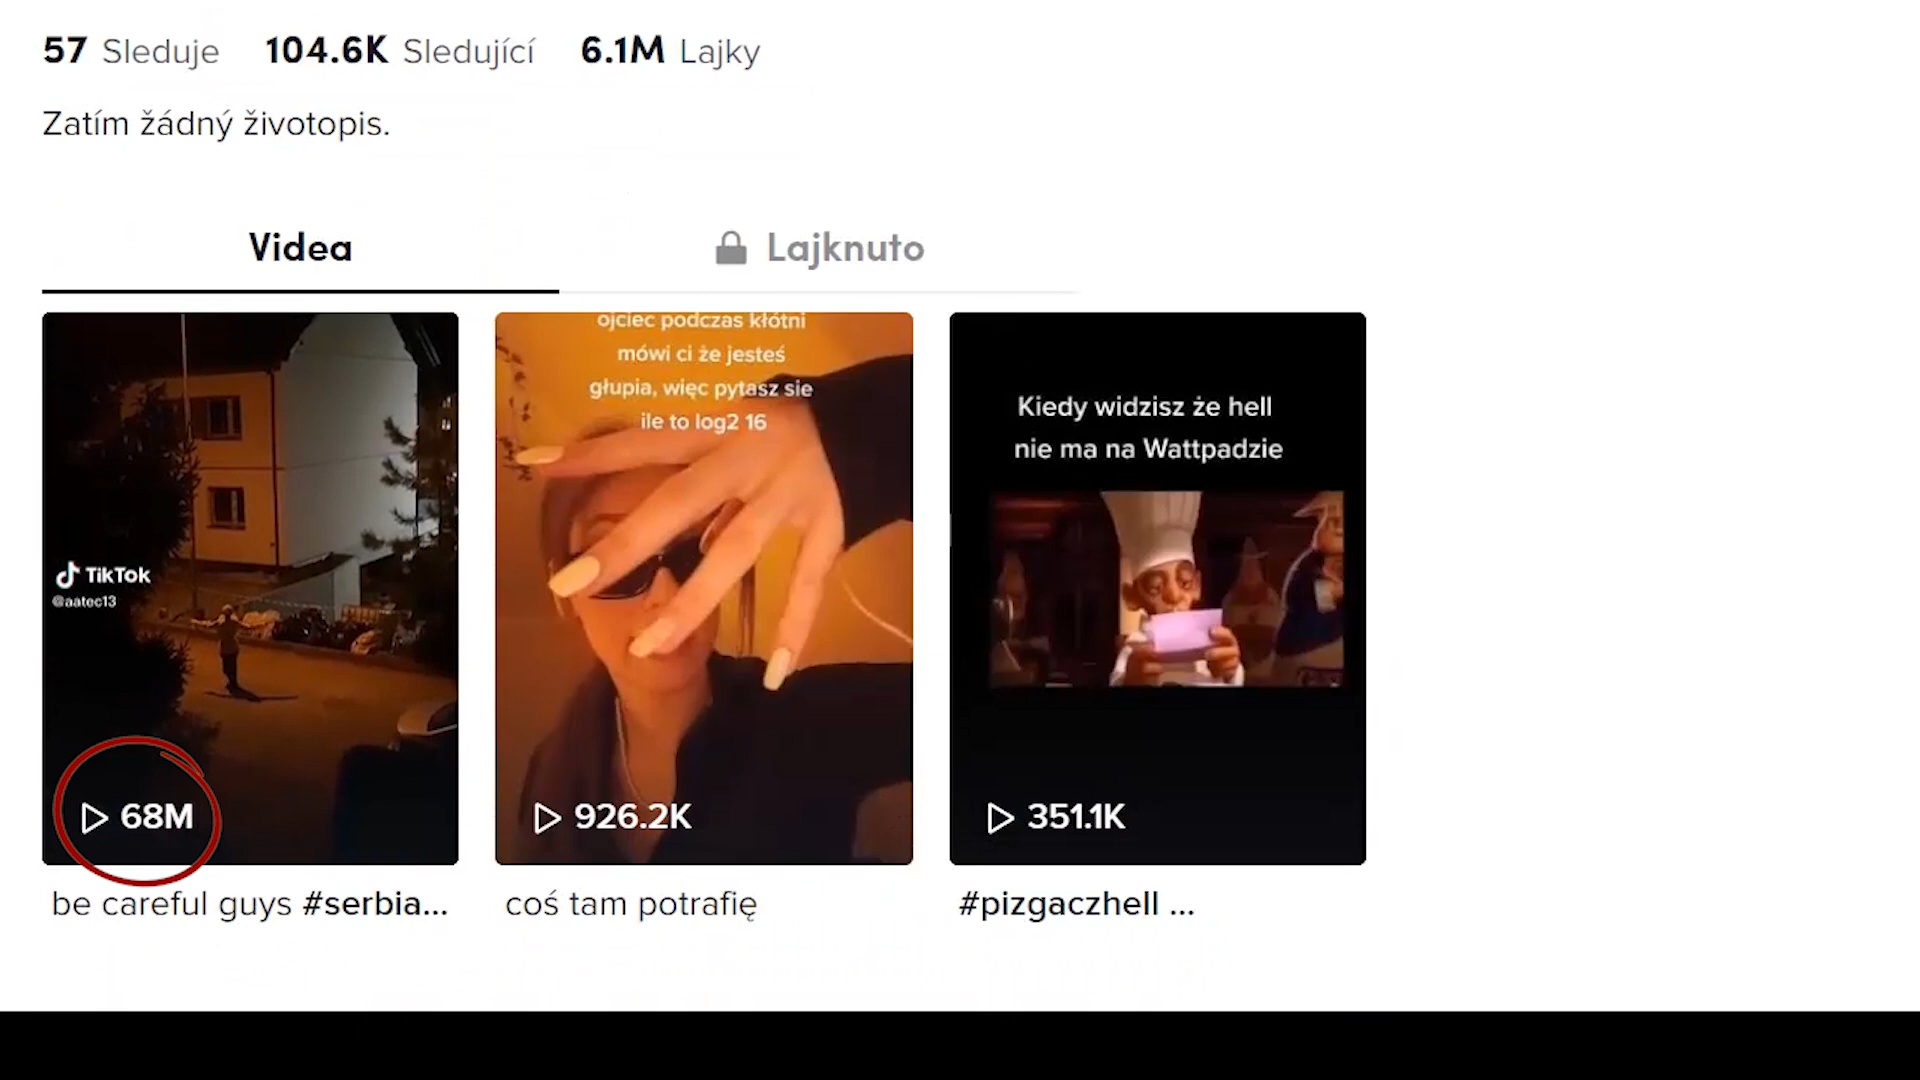 57 Sleduje 104.6K Sledující 6.1M Lajky
Zatím žádný životopis.
Videa Lajknuto
ojciec podczas kłótni
mówi ci że jesteś
głupia, więc pytasz sie
ile to log2 16
Kiedy widzisz że hell
nie ma na Wattpadzie
TikTok
@aatec13
68M 926.2K 351.1K
be careful guys #serbia... coś tam potrafię #pizgaczhell ...